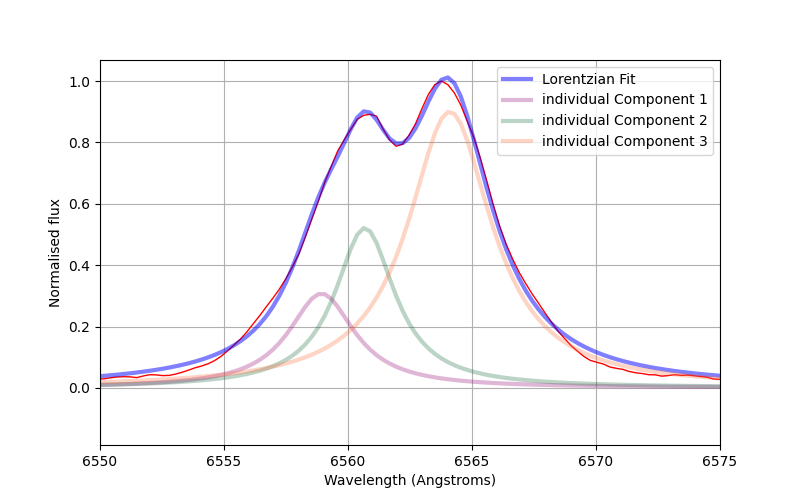 Lorentzian Fit
individual Component 1
individual Component 2
individual Component 3
1.0
0.8
0.6
0.4
0.2
0.0
Normalised flux
6550 6555 6560 6565 6570 6575
Wavelength (Angstroms)